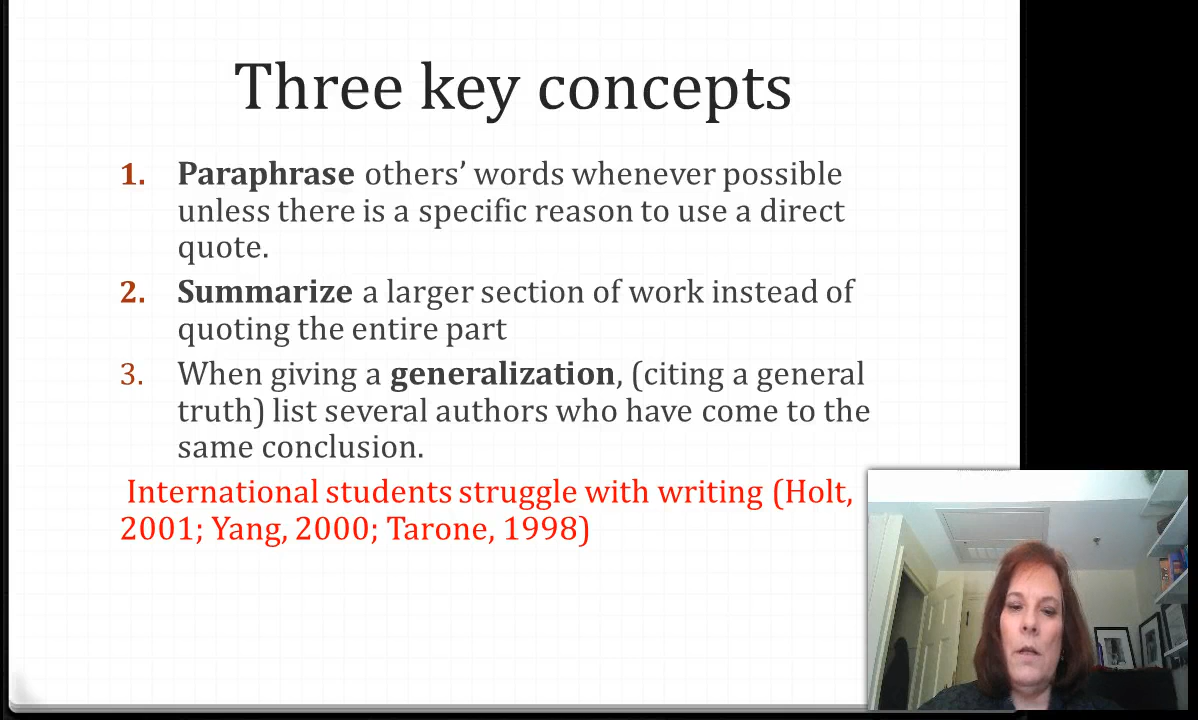 Three key concepts
1. Paraphrase others’ words whenever possible
unless there is a specific reason to use a direct
quote.
2. Summarize a larger section of work instead of
quoting the entire part
3. When giving a generalization, (citing a general
truth) list several authors who have come to the
same conclusion.
International students struggle with writing (Holt,
2001; Yang, 2000; Tarone, 1998)